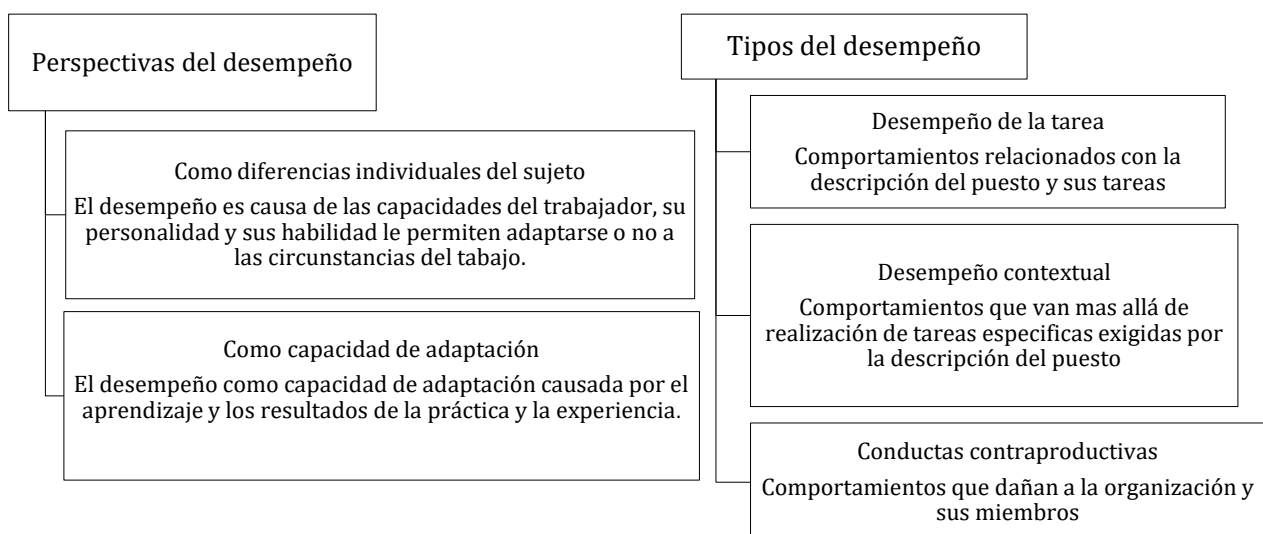 Perspectivas del desempeño
Como diferencias individuales del sujeto
El desempeño es causa de las capacidades del trabajador, su
personalidad y sus habilidad le permiten adaptarse o no a
las circunstancias del tabajo.
Como capacidad de adaptación
El desempeño como capacidad de adaptación causada por el
aprendizaje y los resultados de la práctica y la experiencia.
Tipos del desempeño
Desempeño de la tarea
Comportamientos relacionados con la
descripción del puesto y sus tareas
Desempeño contextual
Comportamientos que van mas allá de
realización de tareas especificas exigidas por
la descripción del puesto
Conductas contraproductivas
Comportamientos que dañan a la organización y
sus miembros